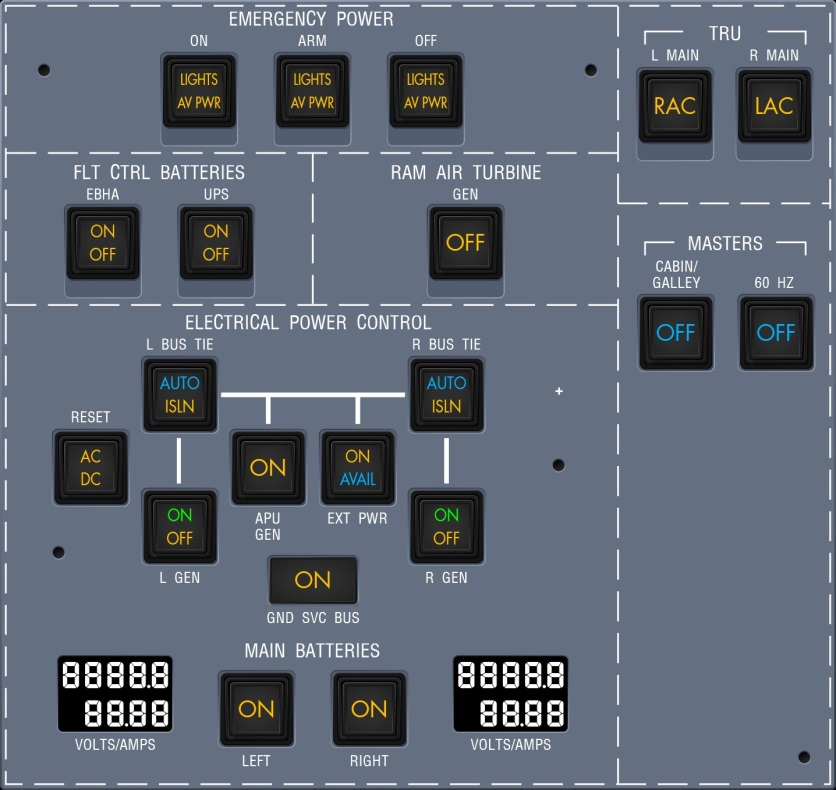 EMERGENCY POWER
ON ARM OFF
LIGHTS LIGHTS LIGHTS
AV PWR AV PWR AV PWR
TRU
L MAIN R MAIN
RAC LAC
FLT CTRL BATTERIES
EBHA UPS
ON ON
OFF OFF
RAM AIR TURBINE
GEN
OFF
MASTERS
CABIN/
GALLEY 60 HZ
OFF OFF
ELECTRICAL POWER CONTROL
L BUS TIE R BUS TIE
AUTO AUTO
ISLN ISLN
RESET
AC
DC
ON
APU
GEN
ON
AVAIL
EXT PWR
ON
OFF
L GEN
ON
OFF
R GEN
ON
GND SVC BUS
MAIN BATTERIES
8888.8
88.88
VOLTS/AMPS
ON
LEFT
ON
RIGHT
8888.8
88.88
VOLTS/AMPS